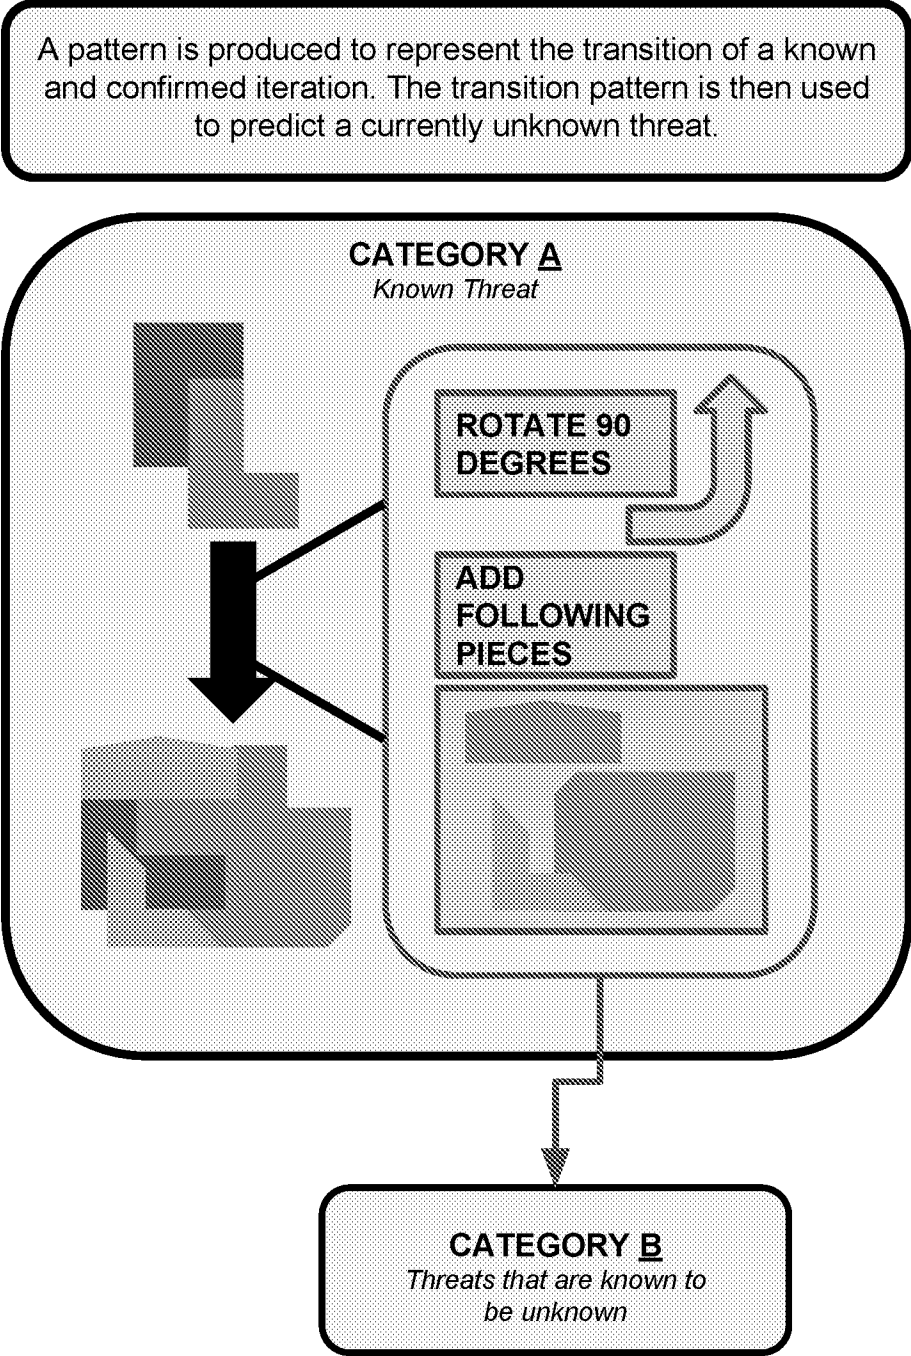 A pattern is produced to represent the transition of a known
and confirmed iteration. The transition pattern is then used
to predict a currently unknown threat.
CATEGORY A
Known Threat
ROTATE 90
DEGREES
ADD
FOLLOWING
PIECES
CATEGORY B
Threats that are known to
be unknown